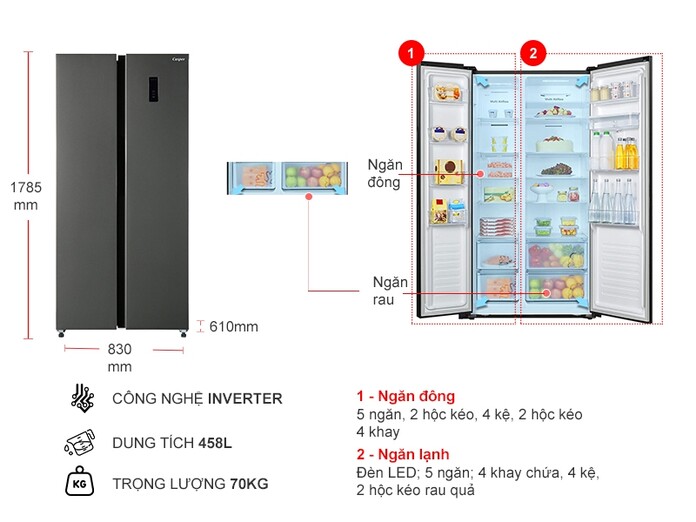 Casper
1785
mm
610mm
830
mm
1
2
Ngăn
đông
Ngăn
rau
CÔNG NGHỆ INVERTER
DUNG TÍCH 458L
KG
TRỌNG LƯỢNG 70KG
1 - Ngăn đông
5 ngăn, 2 hộc kéo, 4 kệ, 2 hộc kéo
4 khay
2 - Ngăn lạnh
Đèn LED; 5 ngăn; 4 khay chứa, 4 kệ,
2 hộc kéo rau quả